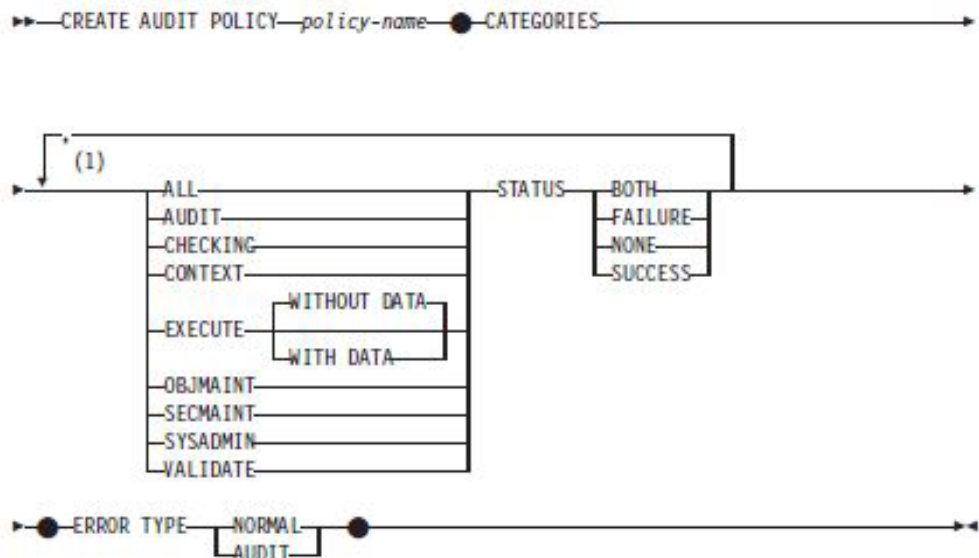 CREATE AUDIT POLICY policy-name CATEGORIES
,
(1)
ALL STATUS BOTH
AUDIT FAILURE
CHECKING NONE
CONTEXT SUCCESS
WITHOUT DATA
EXECUTE
WITH DATA
OBJMAINT
SECMAINT
SYSADMIN
VALIDATE
ERROR TYPE NORMAL
AUDIT